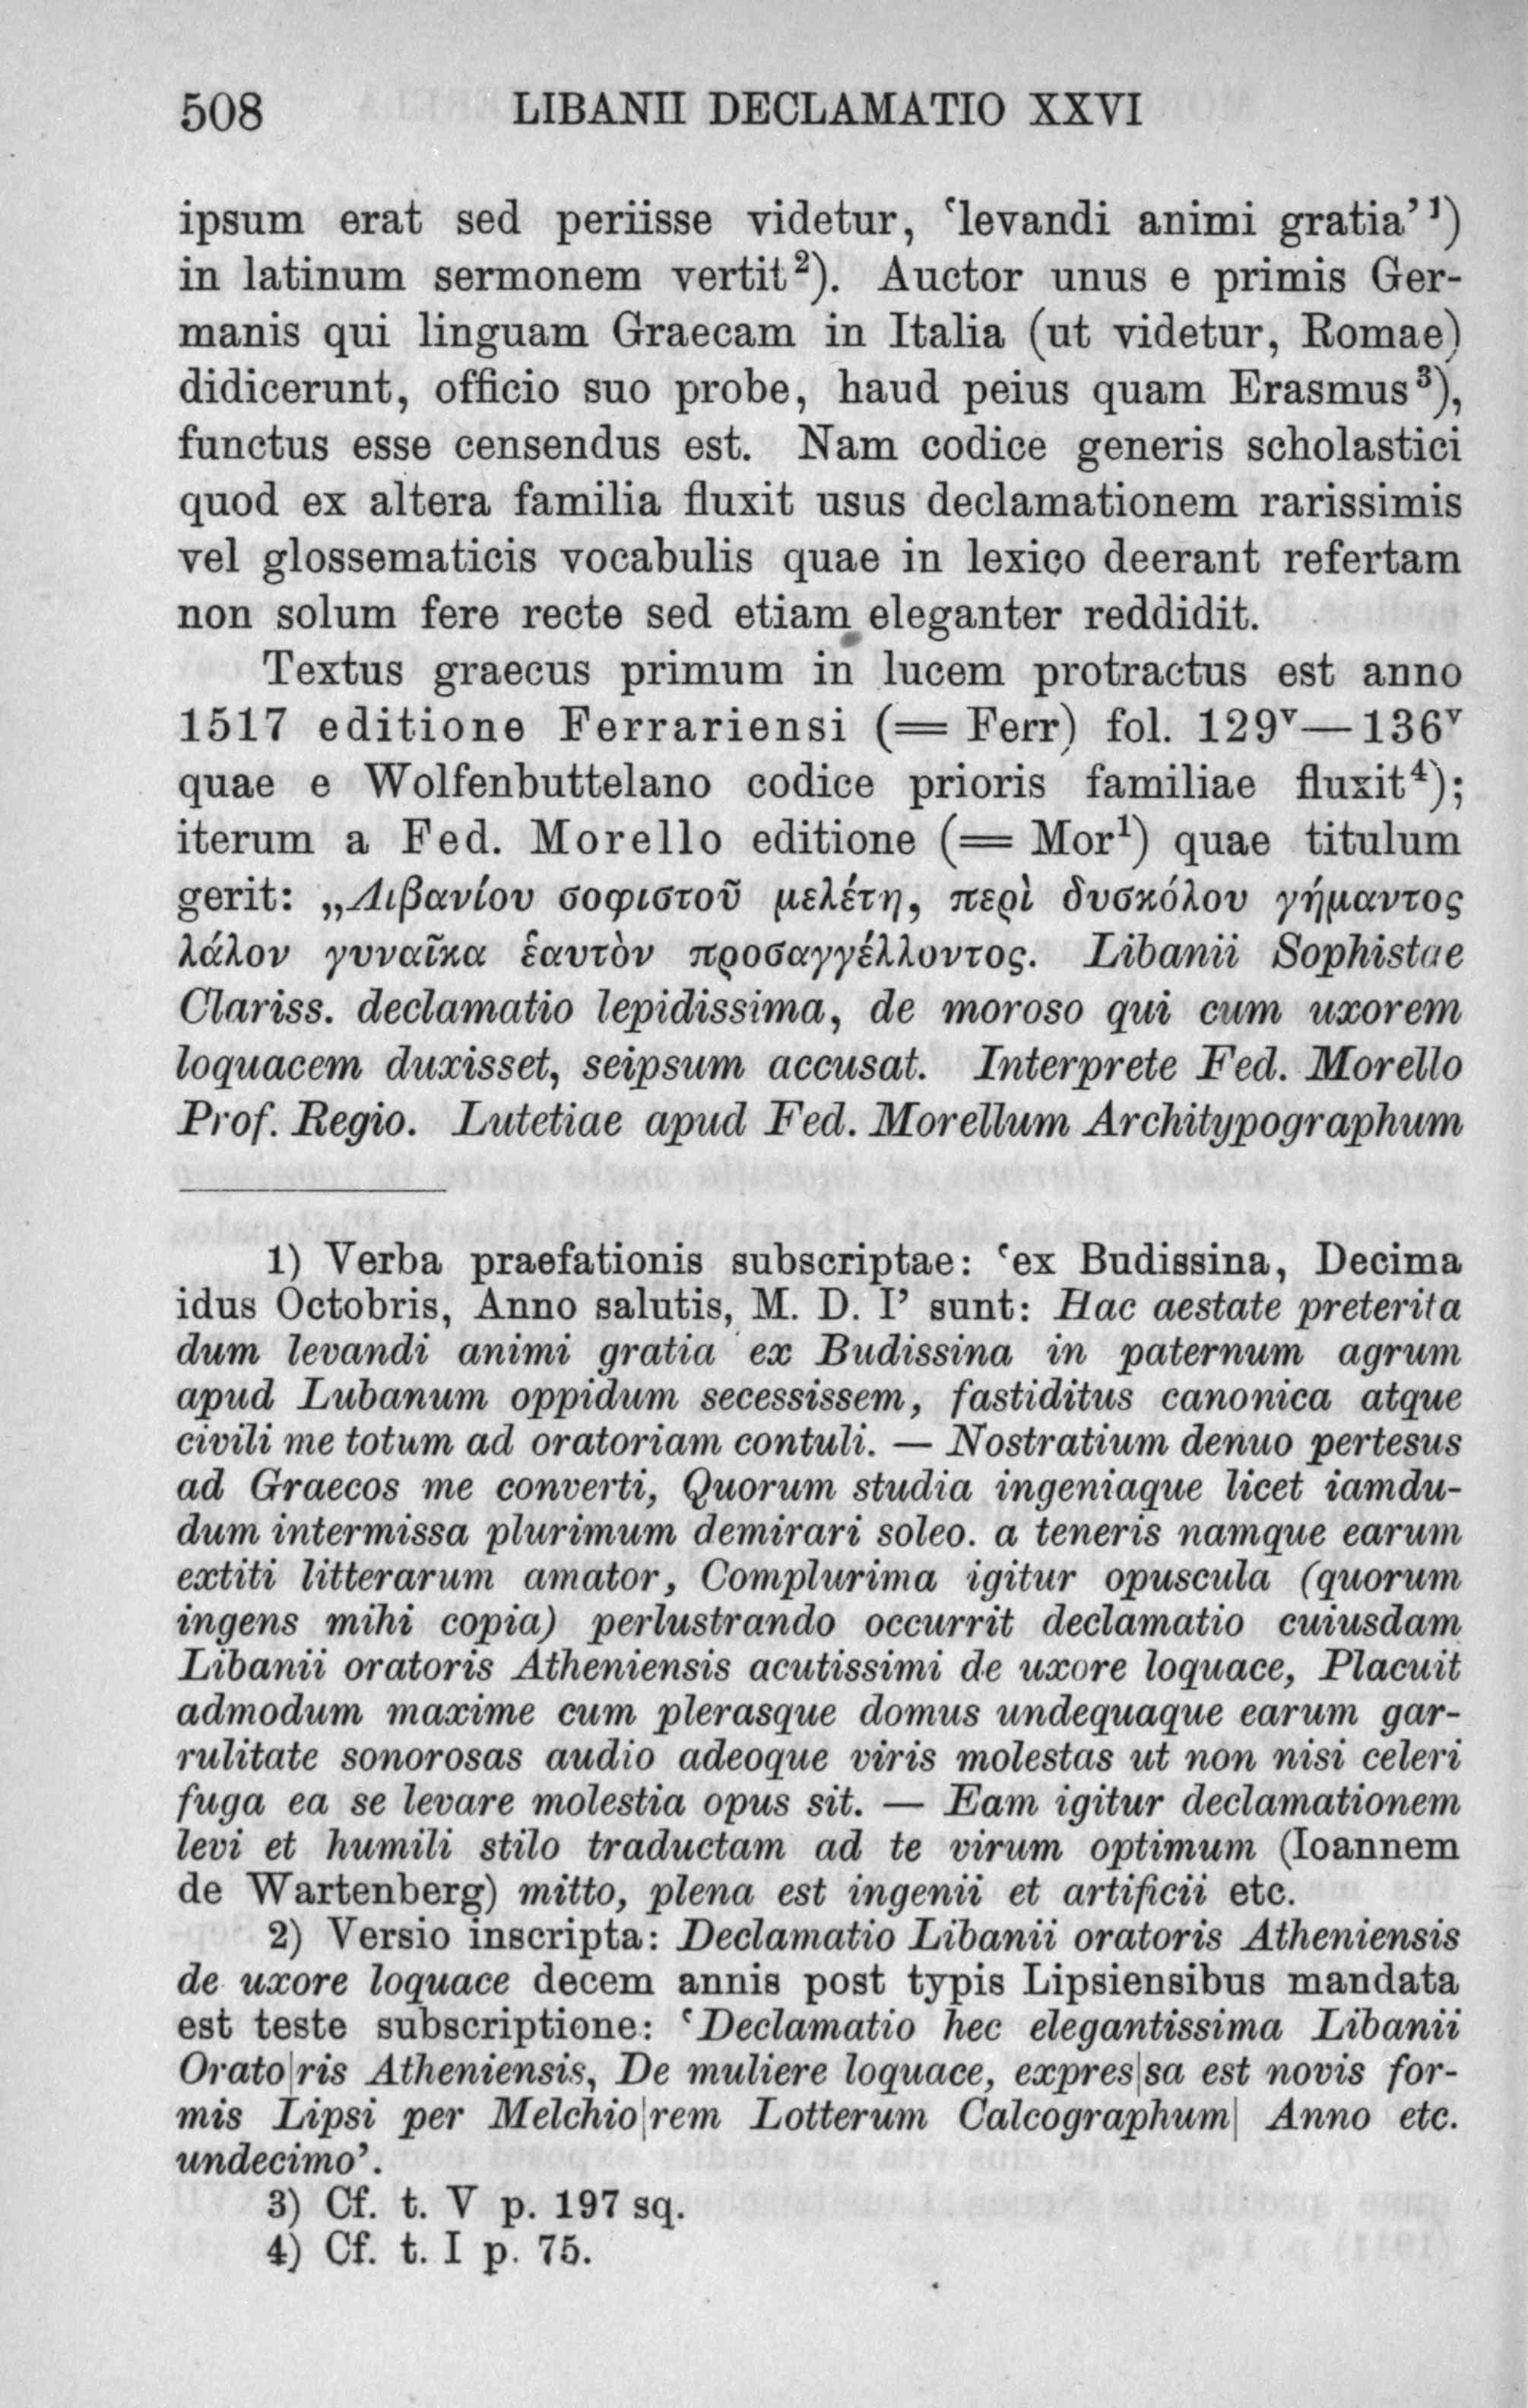 508 LIBANII DECLAMATIO XXVI
ipsum erat sed periisse videtur, ‘levandi animi gratia’¹)
in latinum sermonem vertit²). Auctor unus e primis Ger-
manis qui linguam Graecam in Italia (ut videtur, Romae)
didicerunt, officio suo probe, haud peius quam Erasmus³),
functus esse censendus est. Nam codice generis scholastici
quod ex altera familia fluxit usus declamationem rarissimis
vel glossematicis vocabulis quae in lexico deerant refertam
non solum fere recte sed etiam eleganter reddidit.
Textus graecus primum in lucem protractus est anno
1517 editione Ferrariensi (= Ferr) fol. 129ᵛ—136ᵛ
quae e Wolfenbuttelano codice prioris familiae fluxit⁴);
iterum a Fed. Morello editione (= Mor¹) quae titulum
gerit: „Λιβανίου σοφιστοῦ μελέτη, περὶ δυσκόλου γήμαντος
λάλον γυναῖκα ἑαυτὸν προσαγγέλλοντος. Libanii Sophistae
Clariss. declamatio lepidissima, de moroso qui cum uxorem
loquacem duxisset, seipsum accusat. Interprete Fed. Morello
Prof. Regio. Lutetiae apud Fed. Morellum Architypographum
1) Verba praefationis subscriptae: ‘ex Budissina, Decima
idus Octobris, Anno salutis, M. D. I’ sunt: Hac aestate preterita
dum levandi animi gratia ex Budissina in paternum agrum
apud Lubanum oppidum secessissem, fastiditus canonica atque
civili me totum ad oratoriam contuli. — Nostratium denuo pertesus
ad Graecos me converti, Quorum studia ingeniaque licet iamdu-
dum intermissa plurimum demirari soleo. a teneris namque earum
extiti litterarum amator, Complurima igitur opuscula (quorum
ingens mihi copia) perlustrando occurrit declamatio cuiusdam
Libanii oratoris Atheniensis acutissimi de uxore loquace, Placuit
admodum maxime cum plerasque domus undequaque earum gar-
rulitate sonorosas audio adeoque viris molestas ut non nisi celeri
fuga ea se levare molestia opus sit. — Eam igitur declamationem
levi et humili stilo traductam ad te virum optimum (Ioannem
de Wartenberg) mitto, plena est ingenii et artificii etc.
2) Versio inscripta: Declamatio Libanii oratoris Atheniensis
de uxore loquace decem annis post typis Lipsiensibus mandata
est teste subscriptione: ‘Declamatio hec elegantissima Libanii
Orato|ris Atheniensis, De muliere loquace, expres|sa est novis for-
mis Lipsi per Melchio|rem Lotterum Calcographum| Anno etc.
undecimo’.
3) Cf. t. V p. 197 sq.
4) Cf. t. I p. 75.